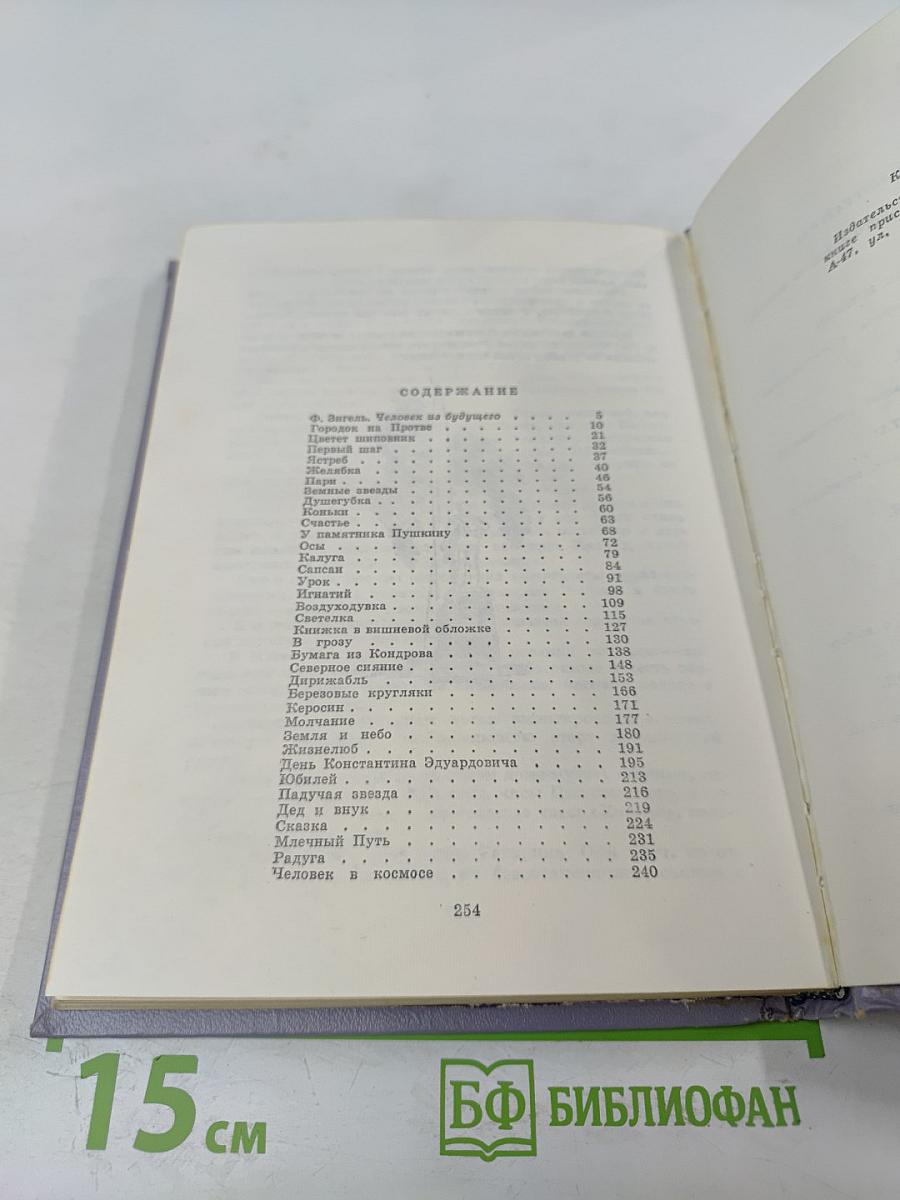 СОДЕРЖАНИЕ
Ф. Зигель. Человек из будущего . . . . 5
Городок на Протве . . . . . . . . 10
Цветет шиповник . . . . . . . . . 21
Первый шаг . . . . . . . . . . . 32
Ястреб . . . . . . . . . . . . . 37
Желябка . . . . . . . . . . . . 40
Пари . . . . . . . . . . . . . . 46
Земные звезды . . . . . . . . . . 54
Душегубка . . . . . . . . . . . . 56
Коньки . . . . . . . . . . . . . 60
Счастье . . . . . . . . . . . . . 63
У памятника Пушкину . . . . . . . 68
Осы . . . . . . . . . . . . . . 72
Калуга . . . . . . . . . . . . . 79
Сапсан . . . . . . . . . . . . . 84
Урок . . . . . . . . . . . . . . 91
Игнатий . . . . . . . . . . . . . 98
Воздуходувка . . . . . . . . . . . 109
Светелка . . . . . . . . . . . . 115
Книжка в вишневой обложке . . . . . 127
В грозу . . . . . . . . . . . . . 130
Бумага из Кондрова . . . . . . . . 138
Северное сияние . . . . . . . . . . 148
Дирижабль . . . . . . . . . . . . 153
Березовые кругляки . . . . . . . . 166
Керосин . . . . . . . . . . . . . 171
Молчание . . . . . . . . . . . . 177
Земля и небо . . . . . . . . . . . 180
Жизнелюб . . . . . . . . . . . . 191
День Константина Эдуардовича . . . . 195
Юбилей . . . . . . . . . . . . . 213
Падучая звезда . . . . . . . . . . 216
Дед и внук . . . . . . . . . . . 219
Сказка . . . . . . . . . . . . . 224
Млечный Путь . . . . . . . . . . 231
Радуга . . . . . . . . . . . . . 235
Человек в космосе . . . . . . . . 240
254
книге
А-47, ул.
15 см
БФ БИБЛИОФАН